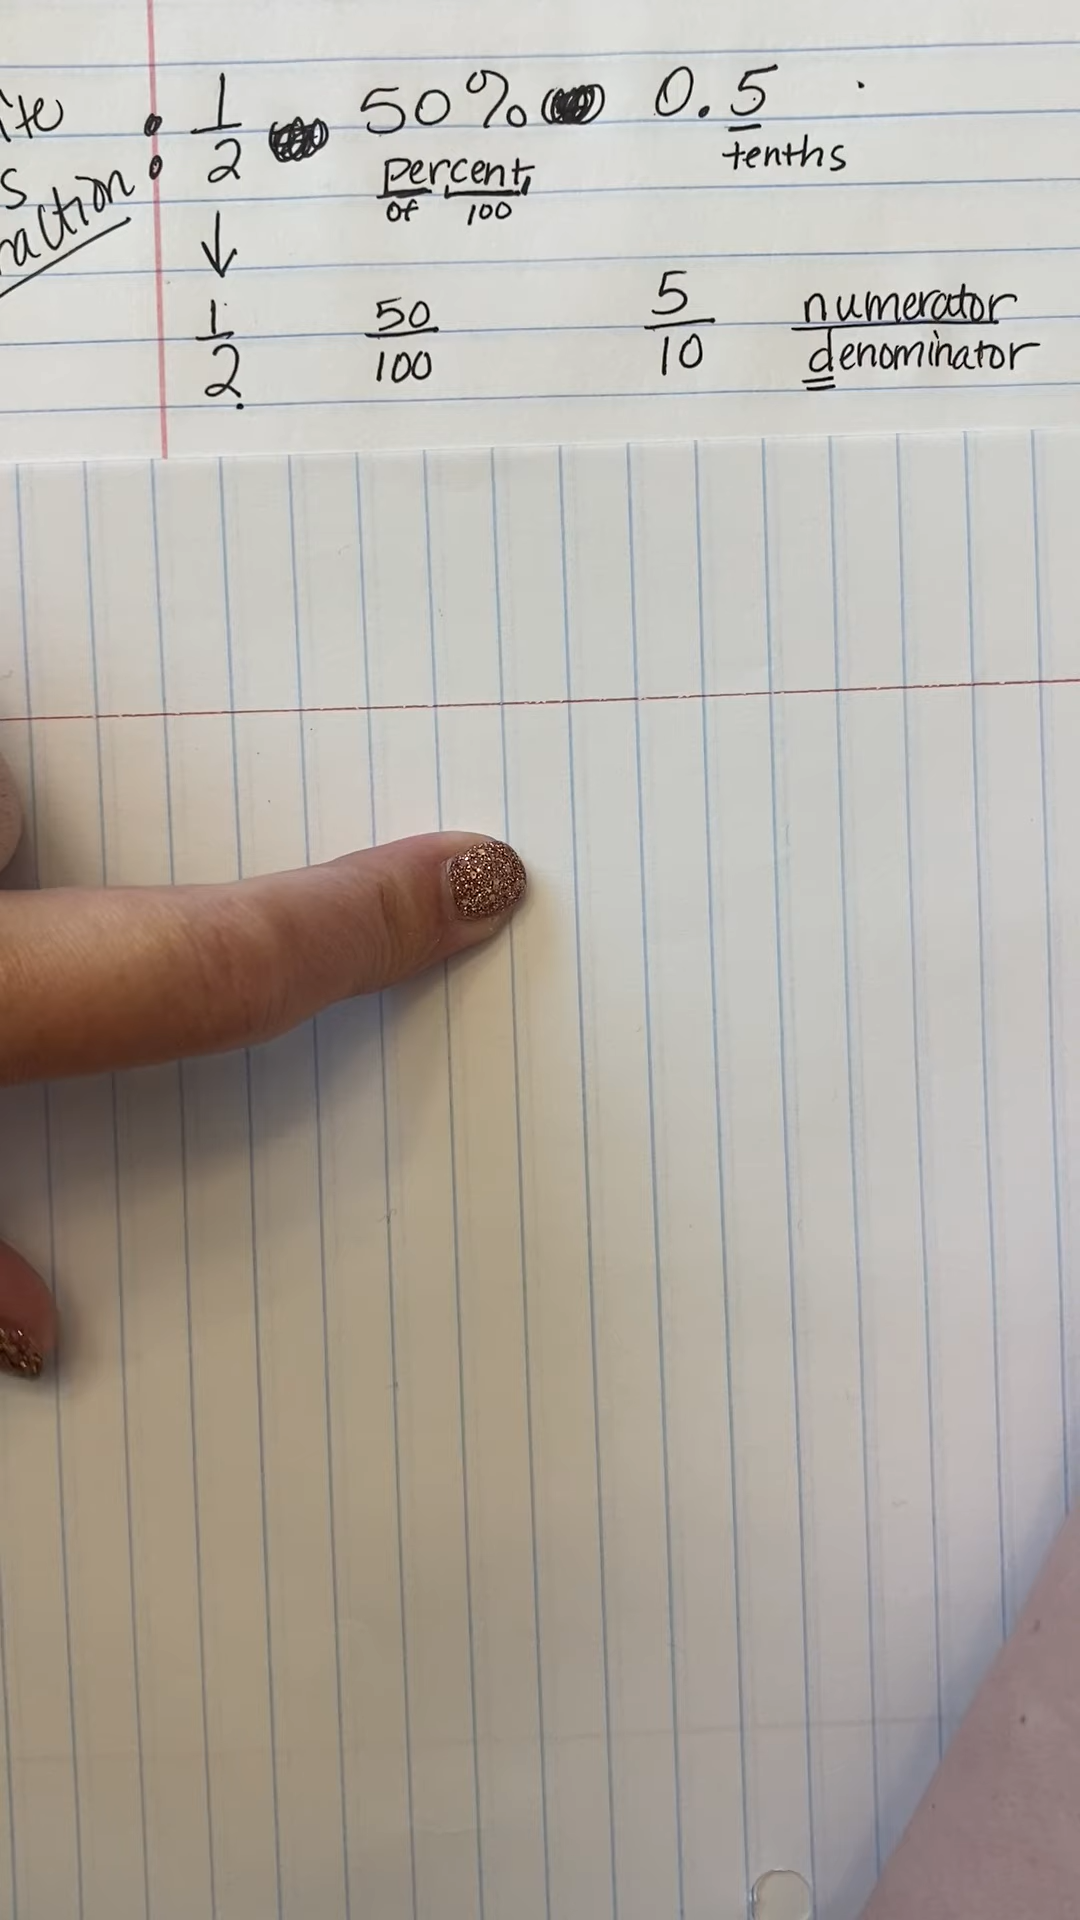 1/2 50% 0.5
percent tenths
of 100
1/2 50/100 5/10 numerator/denominator